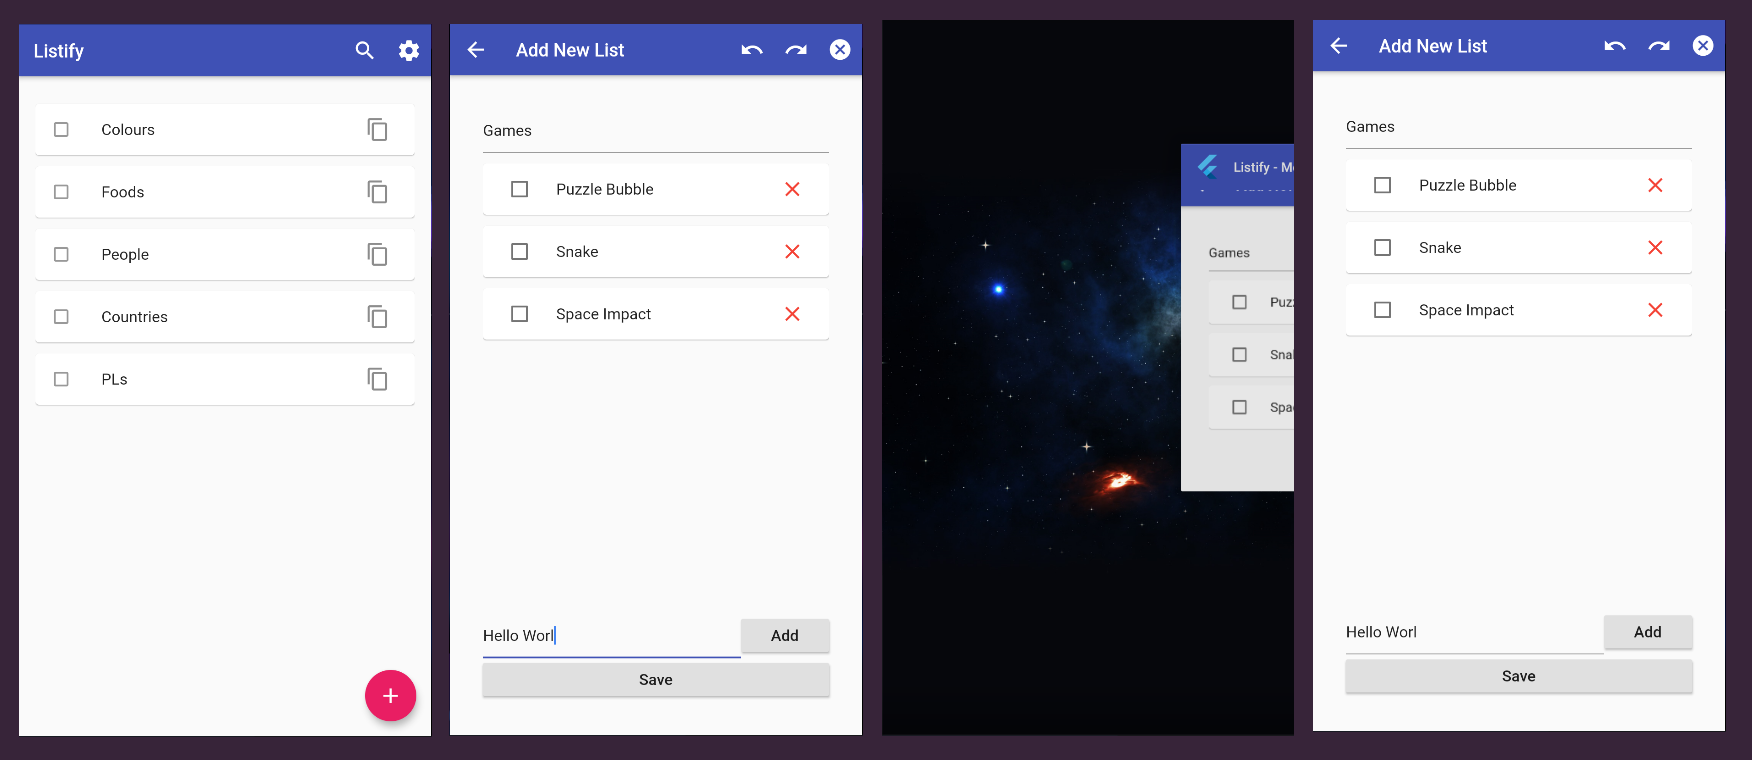 Listify
Colours
Foods
People
Countries
PLs
Add New List
Games
Puzzle Bubble
Snake
Space Impact
Hello Worl
Add
Save
Listify - M
Games
Puz
Sna
Spa
Add New List
Games
Puzzle Bubble
Snake
Space Impact
Hello Worl
Add
Save